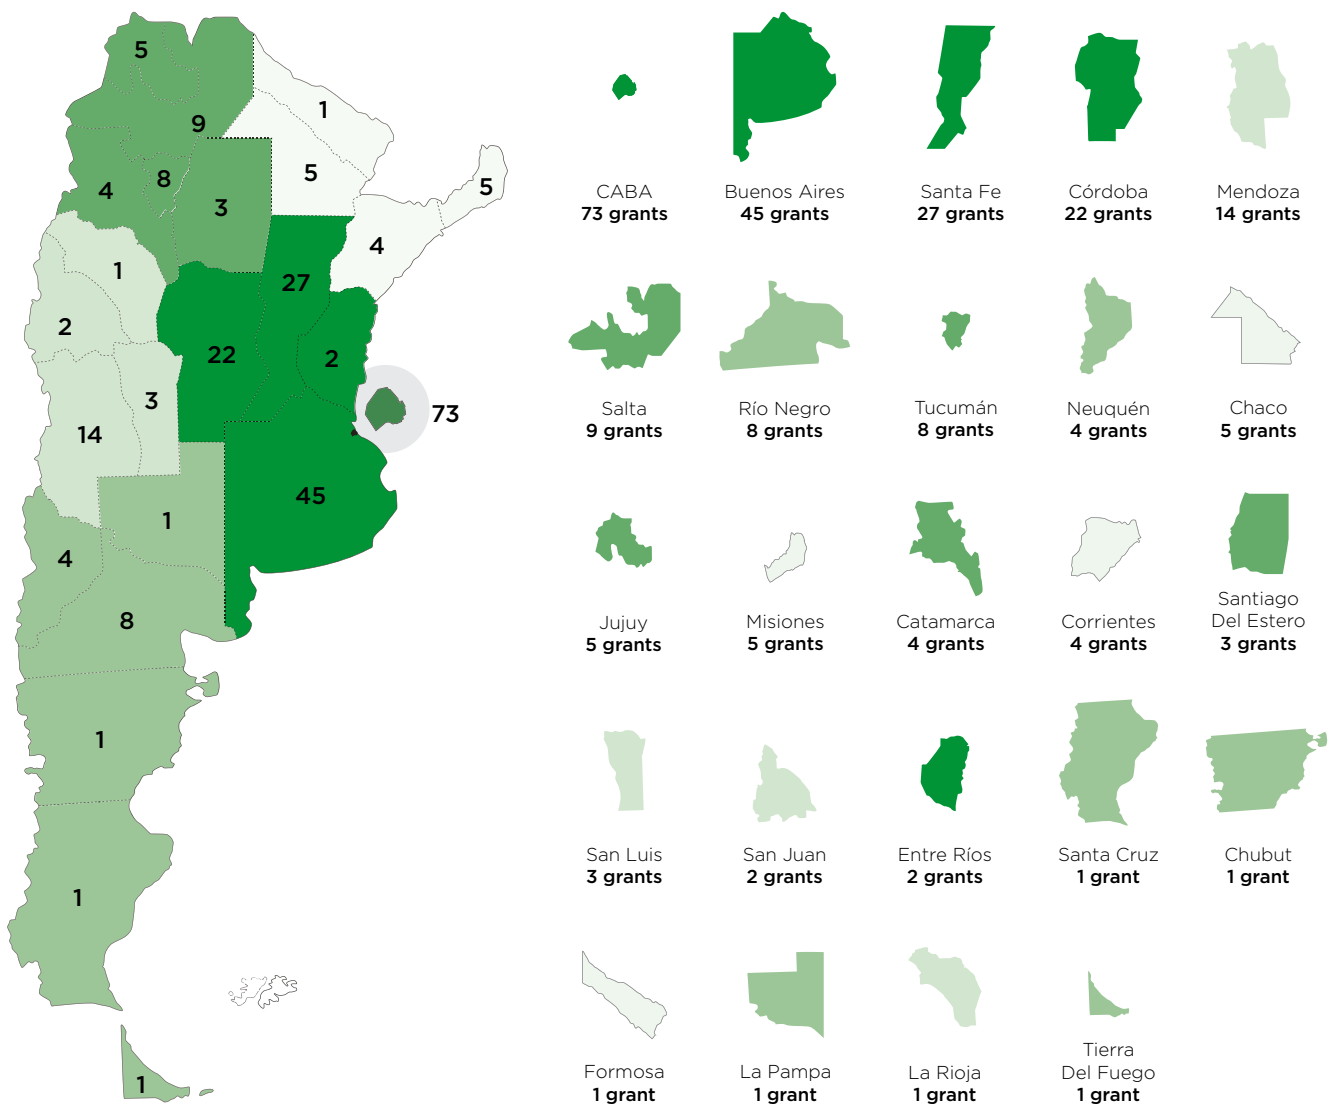 5
9
1
8
4
3
5
5
4
1
27
2
22
2
3
73
14
45
1
4
8
1
1
1
CABA
73 grants
Buenos Aires
45 grants
Santa Fe
27 grants
Córdoba
22 grants
Mendoza
14 grants
Salta
9 grants
Río Negro
8 grants
Tucumán
8 grants
Neuquén
4 grants
Chaco
5 grants
Jujuy
5 grants
Misiones
5 grants
Catamarca
4 grants
Corrientes
4 grants
Santiago
Del Estero
3 grants
San Luis
3 grants
San Juan
2 grants
Entre Ríos
2 grants
Santa Cruz
1 grant
Chubut
1 grant
Formosa
1 grant
La Pampa
1 grant
La Rioja
1 grant
Tierra
Del Fuego
1 grant